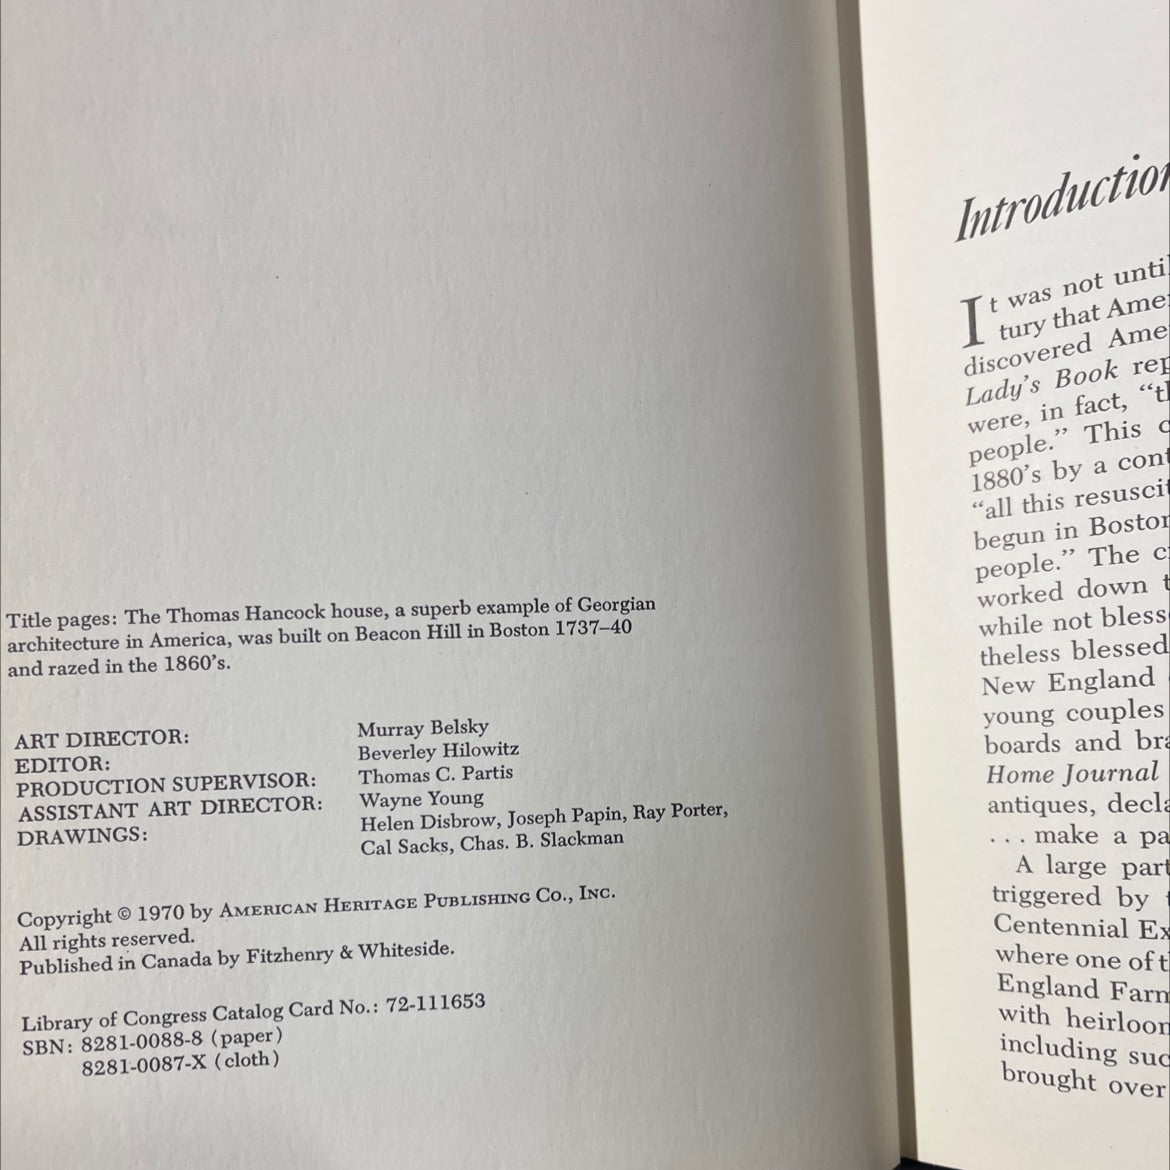 Title pages: The Thomas Hancock house, a superb example of Georgian
architecture in America, was built on Beacon Hill in Boston 1737–40
and razed in the 1860's.
ART DIRECTOR: Murray Belsky
EDITOR: Beverley Hilowitz
PRODUCTION SUPERVISOR: Thomas C. Partis
ASSISTANT ART DIRECTOR: Wayne Young
DRAWINGS: Helen Disbrow, Joseph Papin, Ray Porter,
Cal Sacks, Chas. B. Slackman
Copyright © 1970 by AMERICAN HERITAGE PUBLISHING CO., INC.
All rights reserved.
Published in Canada by Fitzhenry & Whiteside.
Library of Congress Catalog Card No.: 72-111653
SBN: 8281-0088-8 (paper)
8281-0087-X (cloth)
Introduction
It was not until
tury that Ame
discovered Ame
Lady's Book rep
were, in fact, "th
people." This c
1880's by a cont
"all this resuscit
begun in Boston
people." The c
worked down t
while not bless
theless blessed
New England
young couples
boards and bra
Home Journal
antiques, decla
... make a pa
A large part
triggered by t
Centennial Ex
where one of t
England Farm
with heirloom
including suc
brought over